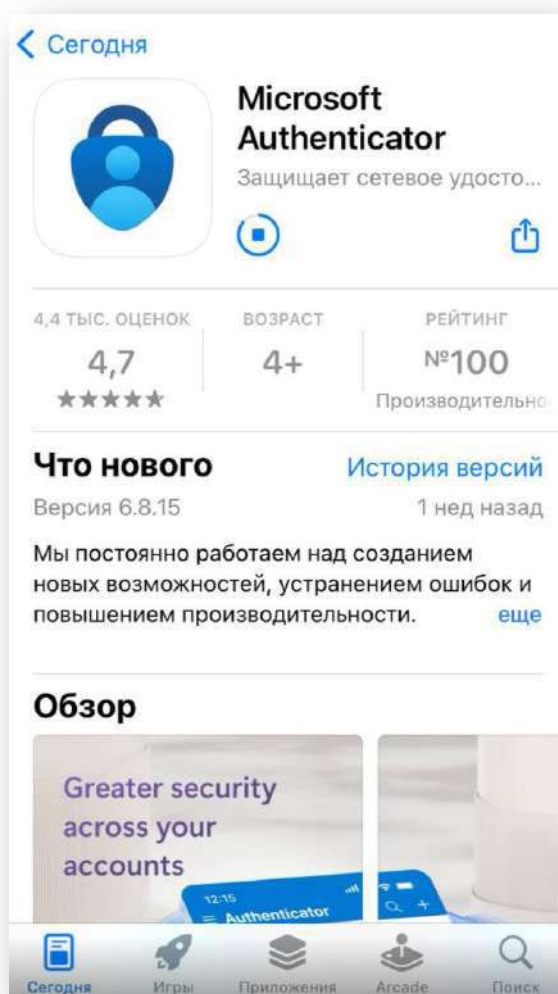 Сегодня
Microsoft
Authenticator
Защищает сетевое удосто...
4,4 ТЫС. ОЦЕНОК
ВОЗРАСТ
РЕЙТИНГ
4,7
4+
№100
Производительно
Что нового
История версий
Версия 6.8.15
1 нед назад
Мы постоянно работаем над созданием
новых возможностей, устранением ошибок и
повышением производительности.
еще
Обзор
Greater security
across your
accounts
12:15
Authenticator
Сегодня
Игры
Приложения
Arcade
Поиск